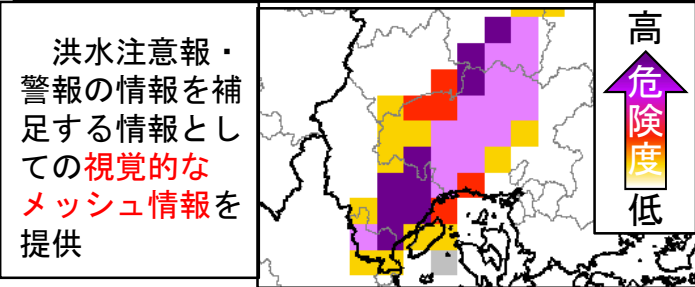 洪水注意報・
警報の情報を補
足する情報とし
ての視覚的な
メッシュ情報を
提供
高
危険度
低